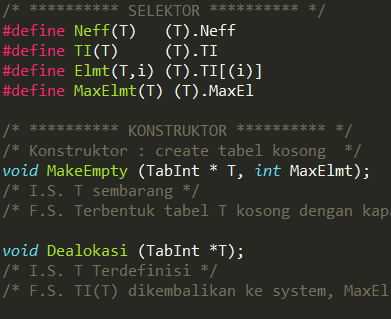 /* ********** SELEKTOR ********** */
#define Neff(T)   (T).Neff
#define TI(T)     (T).TI
#define Elmt(T,i) (T).TI[(i)]
#define MaxElmt(T) (T).MaxEl
/* ********** KONSTRUKTOR ********** */
/* Konstruktor : create tabel kosong  */
void MakeEmpty (TabInt * T, int MaxElmt);
/* I.S. T sembarang */
/* F.S. Terbentuk tabel T kosong dengan kapa
void Dealokasi (TabInt *T);
/* I.S. T Terdefinisi */
/* F.S. TI(T) dikembalikan ke system, MaxEl